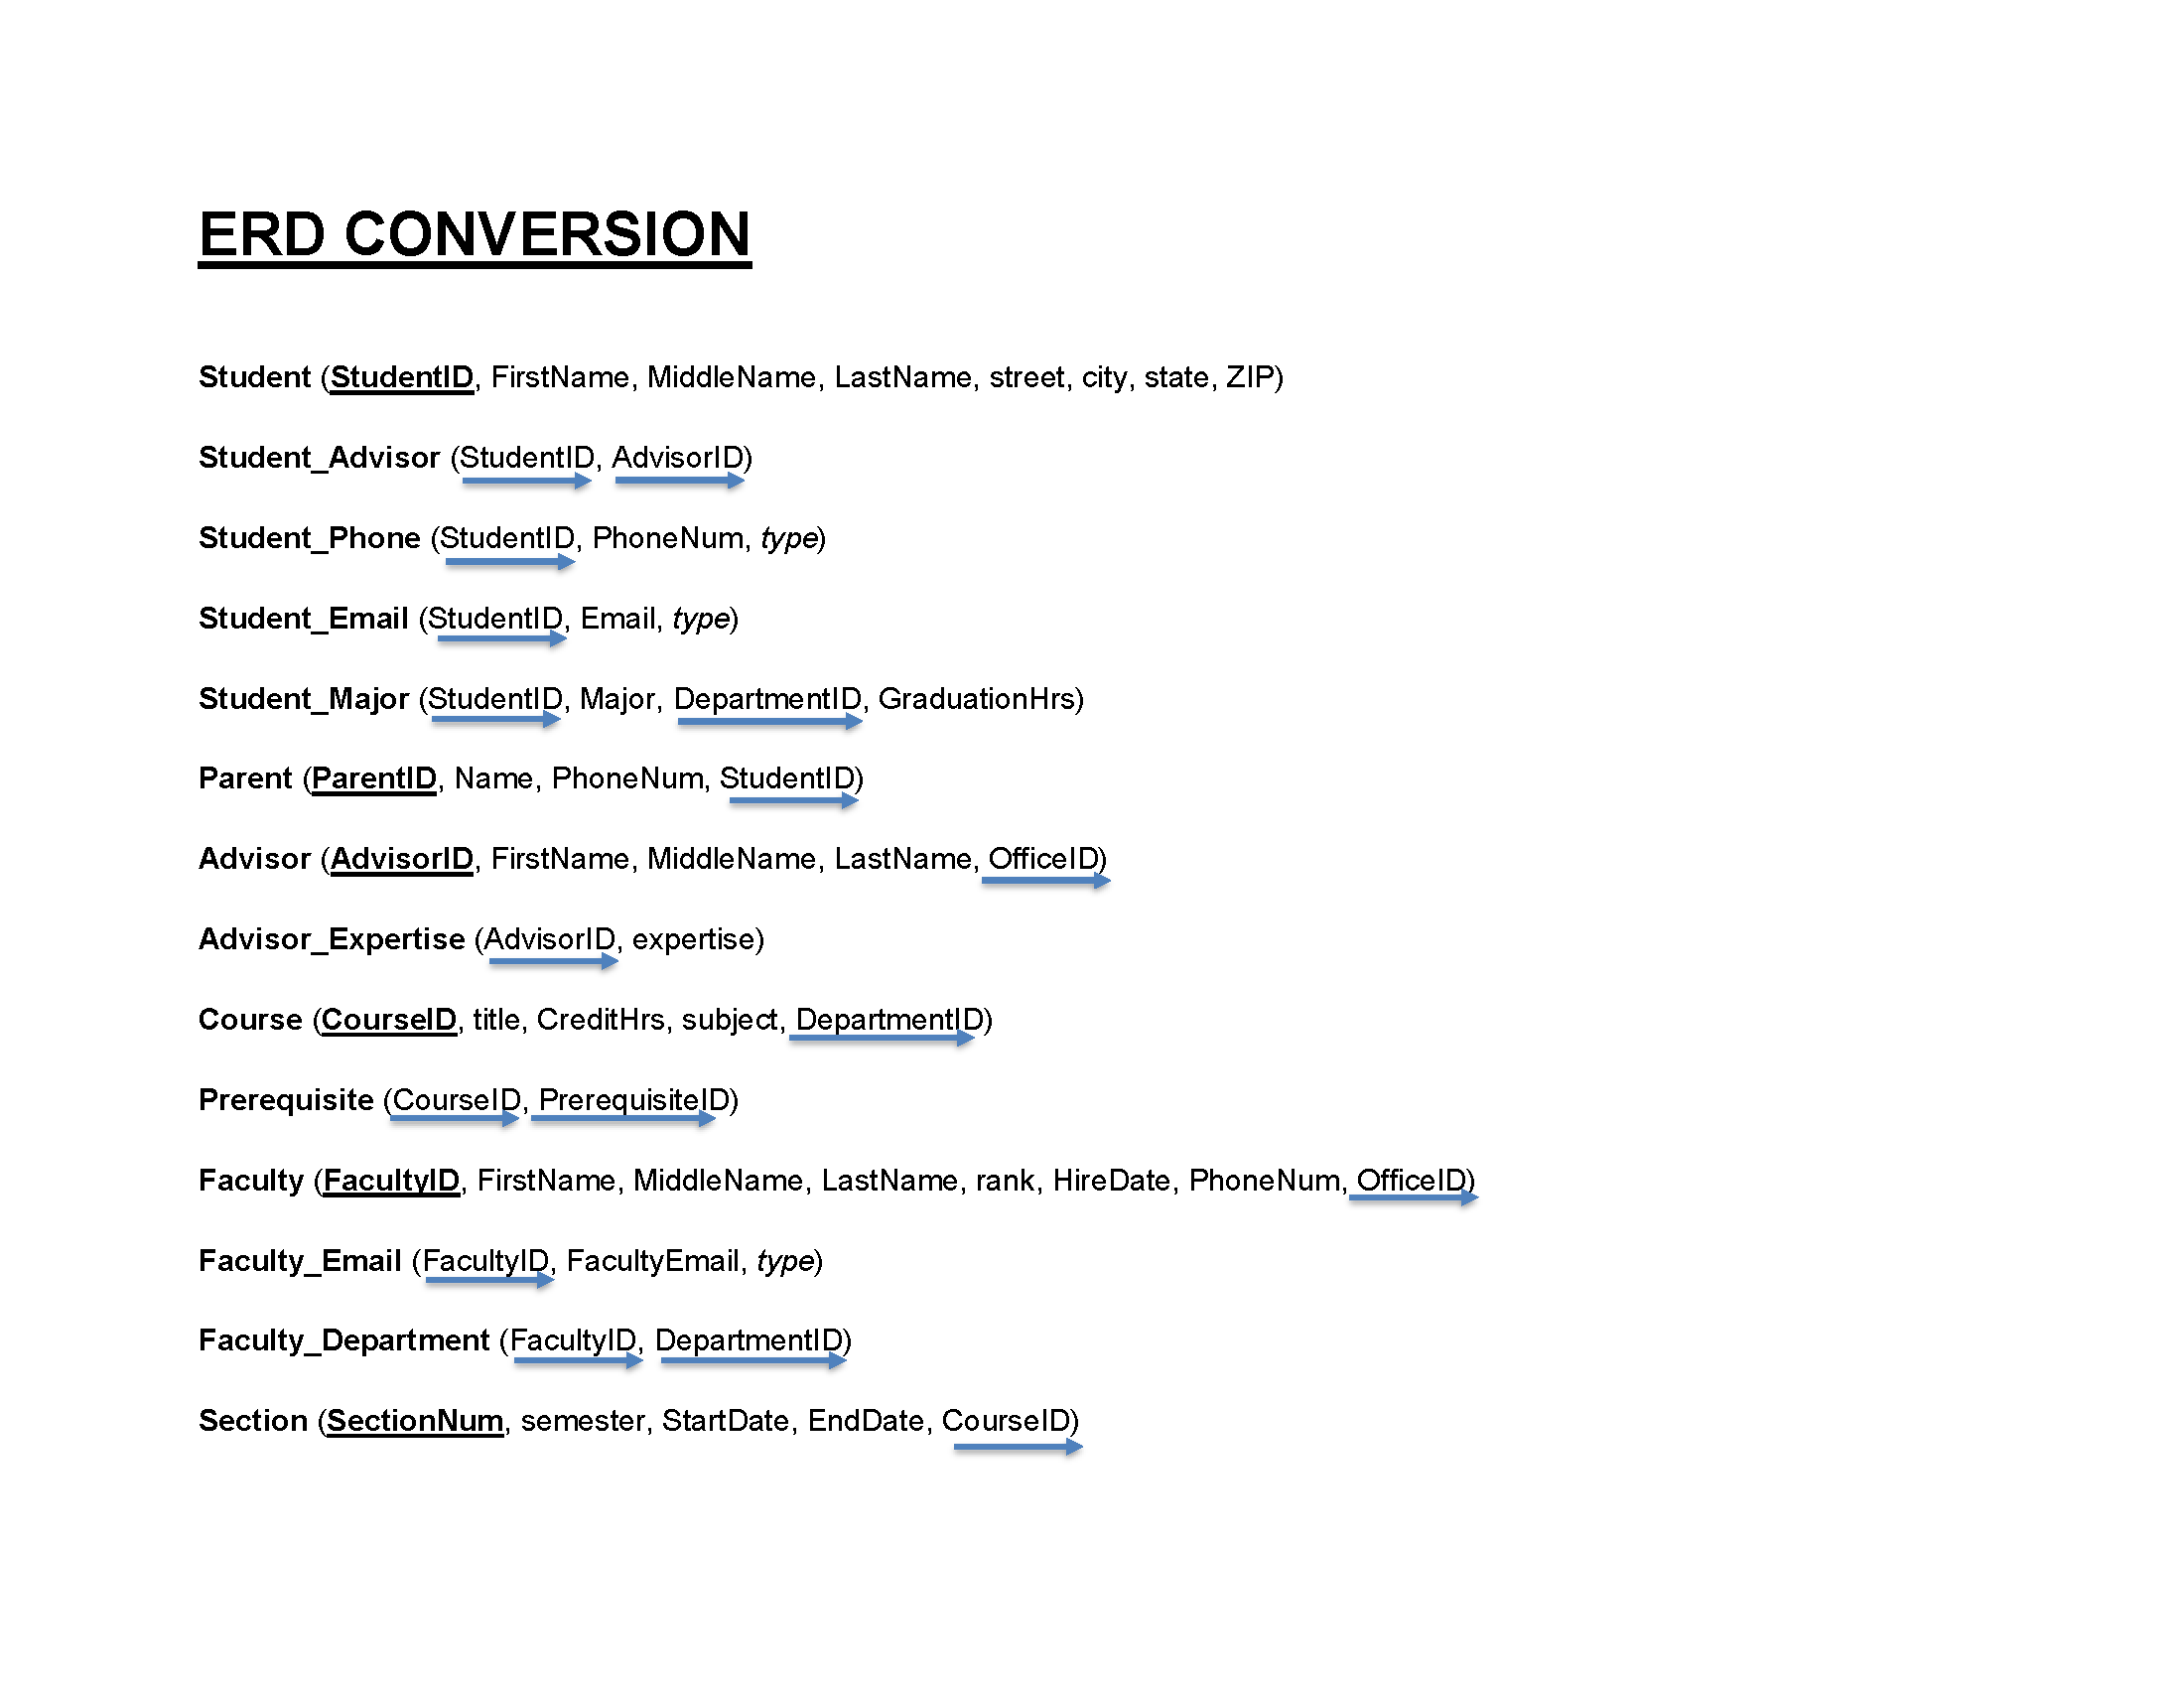 ERD CONVERSION
Student (StudentID, FirstName, MiddleName, LastName, street, city, state, ZIP)
Student_Advisor (StudentID, AdvisorID)
Student_Phone (StudentID, PhoneNum, type)
Student_Email (StudentID, Email, type)
Student_Major (StudentID, Major, DepartmentID, GraduationHrs)
Parent (ParentID, Name, PhoneNum, StudentID)
Advisor (AdvisorID, FirstName, MiddleName, LastName, OfficeID)
Advisor_Expertise (AdvisorID, expertise)
Course (CourseID, title, CreditHrs, subject, DepartmentID)
Prerequisite (CourseID, PrerequisiteID)
Faculty (FacultyID, FirstName, MiddleName, LastName, rank, HireDate, PhoneNum, OfficeID)
Faculty_Email (FacultyID, FacultyEmail, type)
Faculty_Department (FacultyID, DepartmentID)
Section (SectionNum, semester, StartDate, EndDate, CourseID)